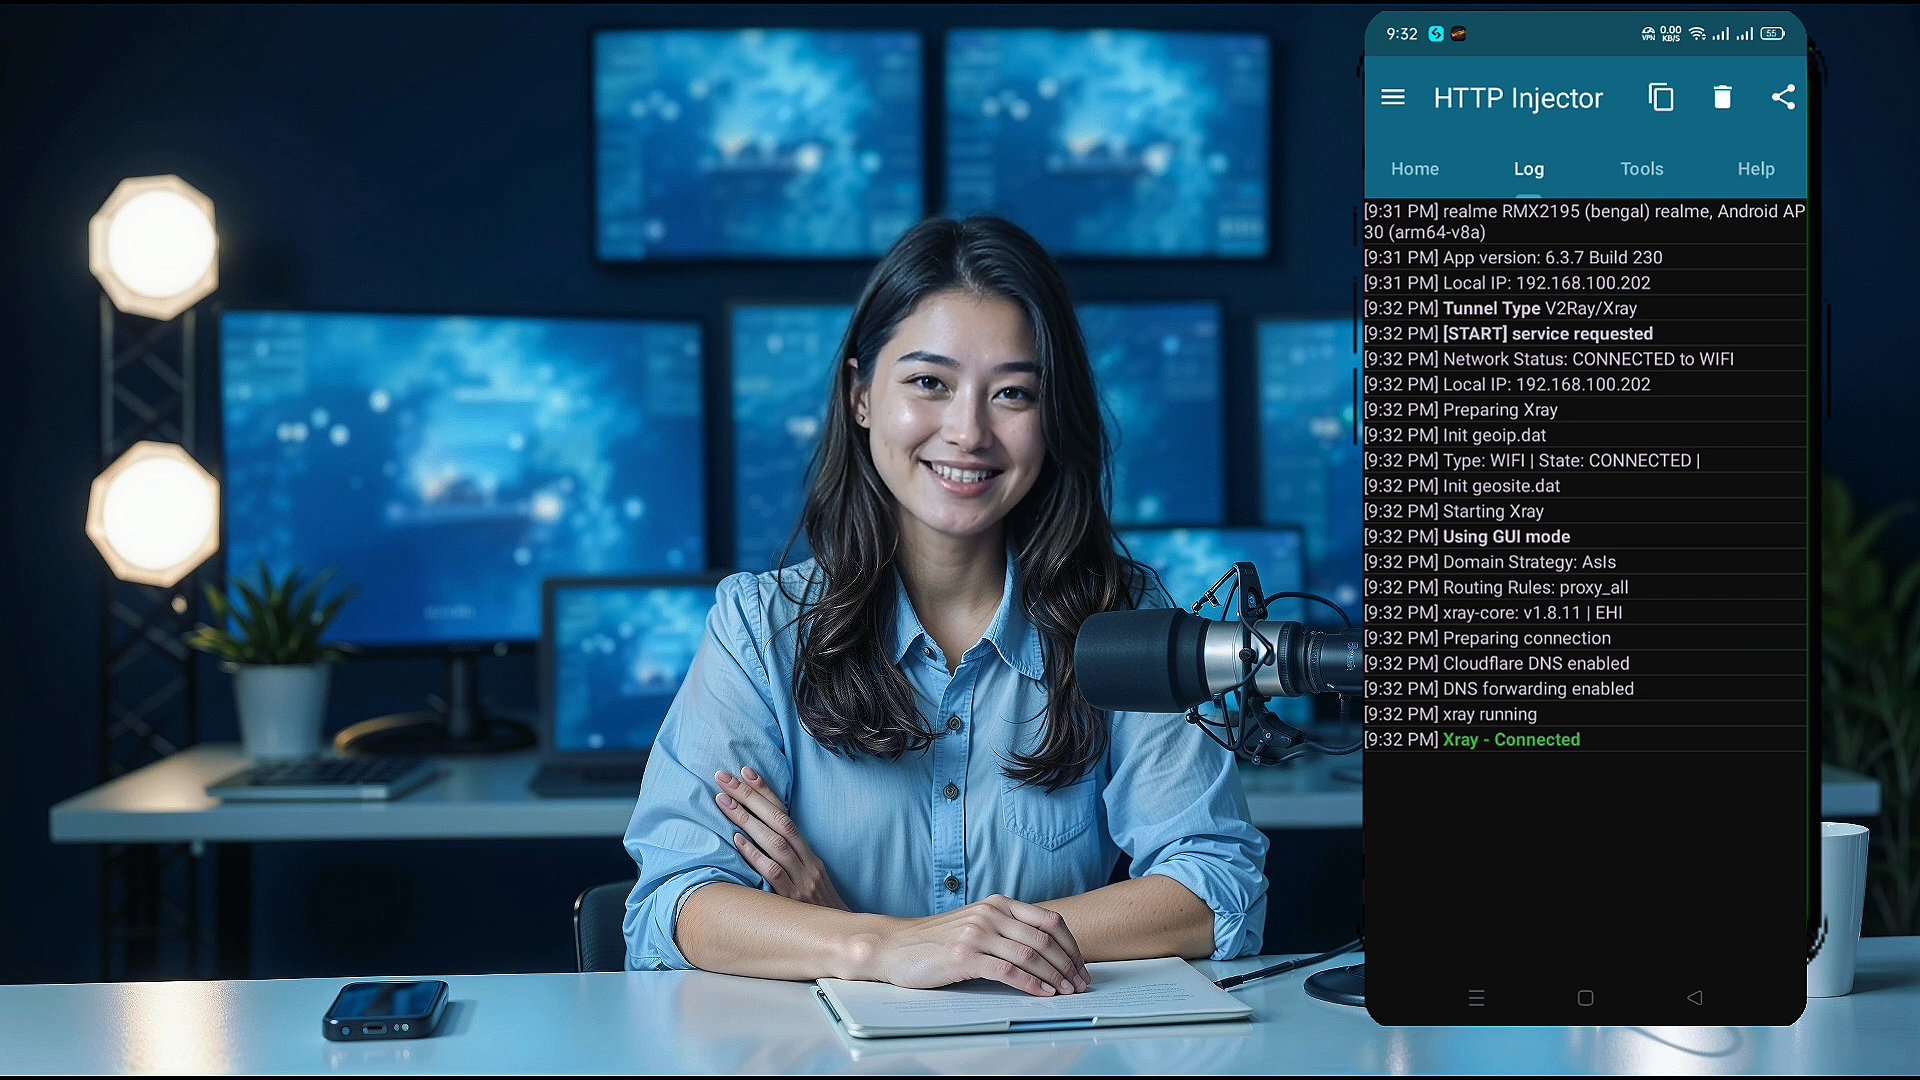 9:32
VPN
0.00
KB/S
55
HTTP Injector
Home Log Tools Help
[9:31 PM] realme RMX2195 (bengal) realme, Android AP
30 (arm64-v8a)
[9:31 PM] App version: 6.3.7 Build 230
[9:31 PM] Local IP: 192.168.100.202
[9:32 PM] Tunnel Type V2Ray/Xray
[9:32 PM] [START] service requested
[9:32 PM] Network Status: CONNECTED to WIFI
[9:32 PM] Local IP: 192.168.100.202
[9:32 PM] Preparing Xray
[9:32 PM] Init geoip.dat
[9:32 PM] Type: WIFI | State: CONNECTED |
[9:32 PM] Init geosite.dat
[9:32 PM] Starting Xray
[9:32 PM] Using GUI mode
[9:32 PM] Domain Strategy: AsIs
[9:32 PM] Routing Rules: proxy_all
[9:32 PM] xray-core: v1.8.11 | EHI
[9:32 PM] Preparing connection
[9:32 PM] Cloudflare DNS enabled
[9:32 PM] DNS forwarding enabled
[9:32 PM] xray running
[9:32 PM] Xray - Connected